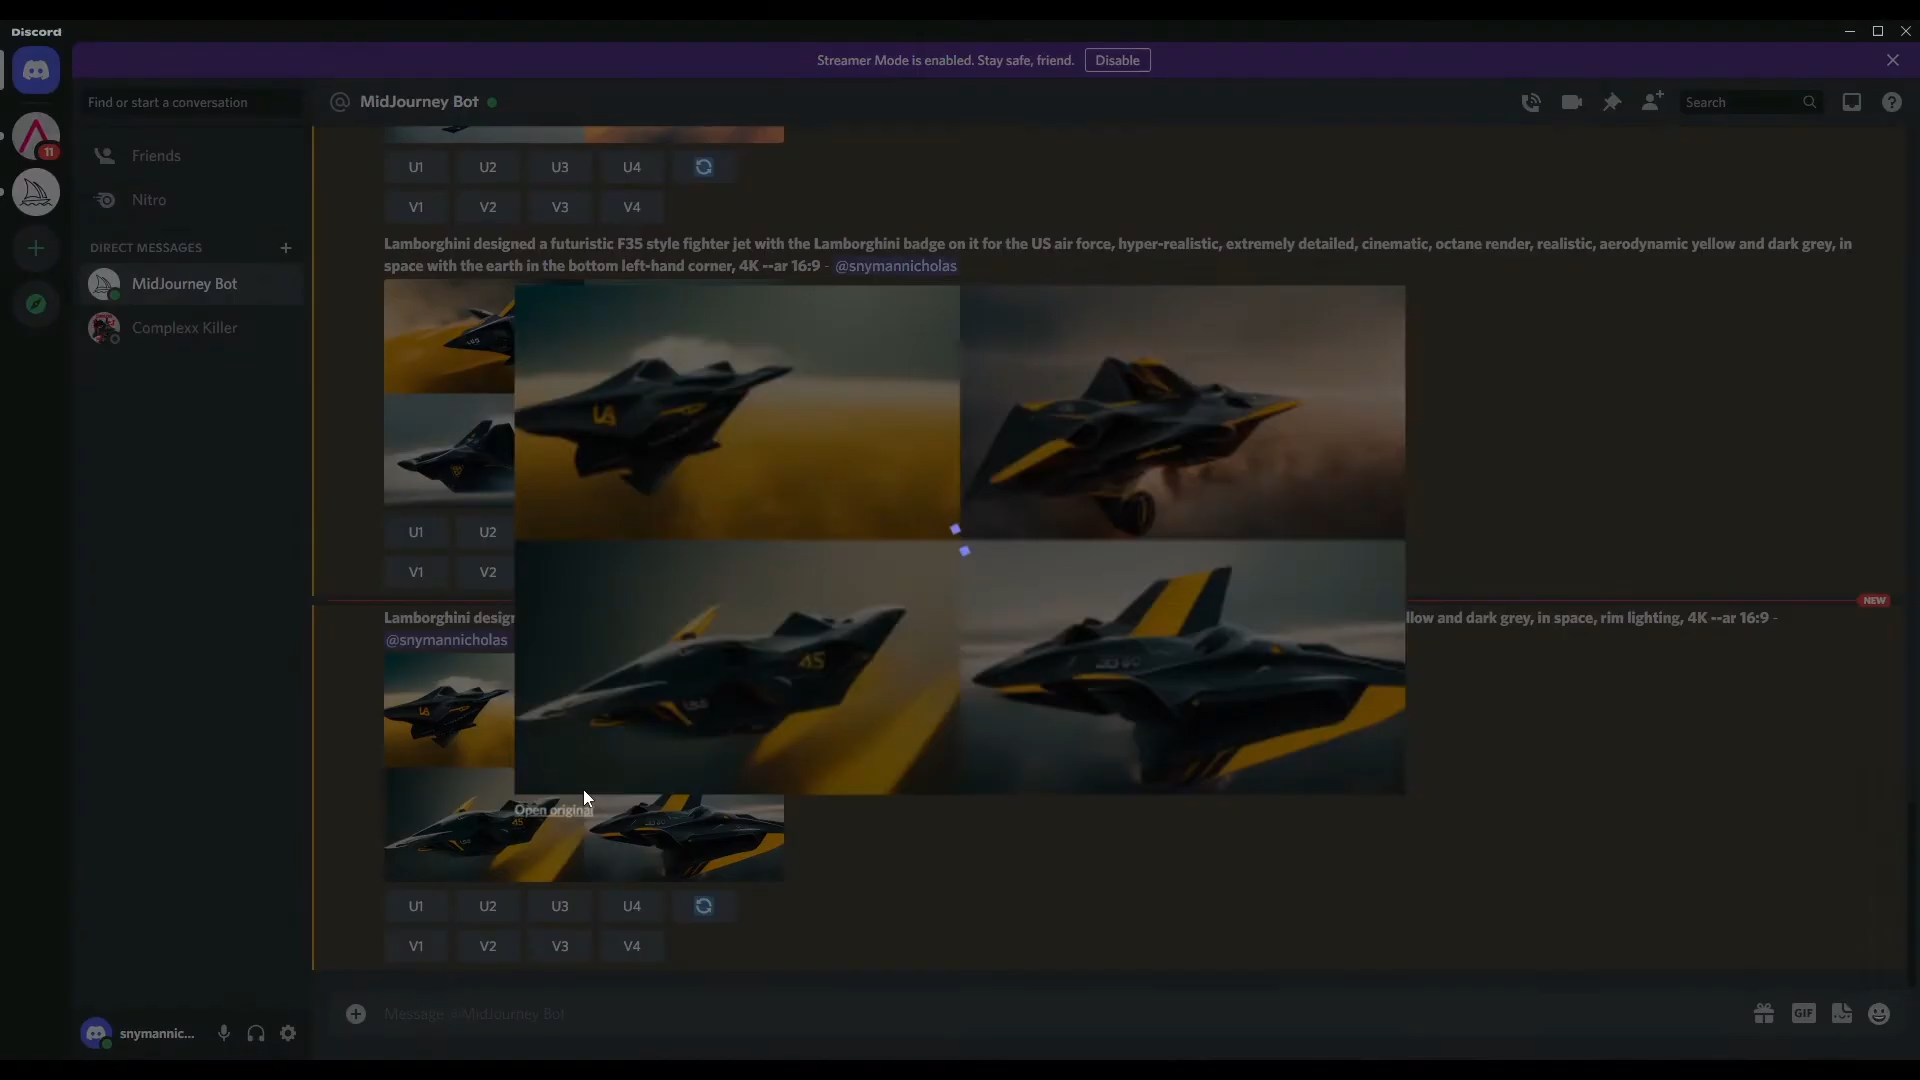 Discord
Streamer Mode is enabled. Stay safe, friend.
Disable
Find or start a conversation
MidJourney Bot
Search
11
Friends
Nitro
DIRECT MESSAGES
MidJourney Bot
Complexx Killer
U1 U2 U3 U4
V1 V2 V3 V4
Lamborghini designed a futuristic F35 style fighter jet with the Lamborghini badge on it for the US air force, hyper-realistic, extremely detailed, cinematic, octane render, realistic, aerodynamic yellow and dark grey, in
space with the earth in the bottom left-hand corner, 4K --ar 16:9 - @snymannicholas
U1 U2
V1 V2
NEW
Lamborghini desig
llow and dark grey, in space, rim lighting, 4K --ar 16:9 -
@snymannicholas
Open original
U1 U2 U3 U4
V1 V2 V3 V4
Message @MidJourney Bot
GIF
snymannic...